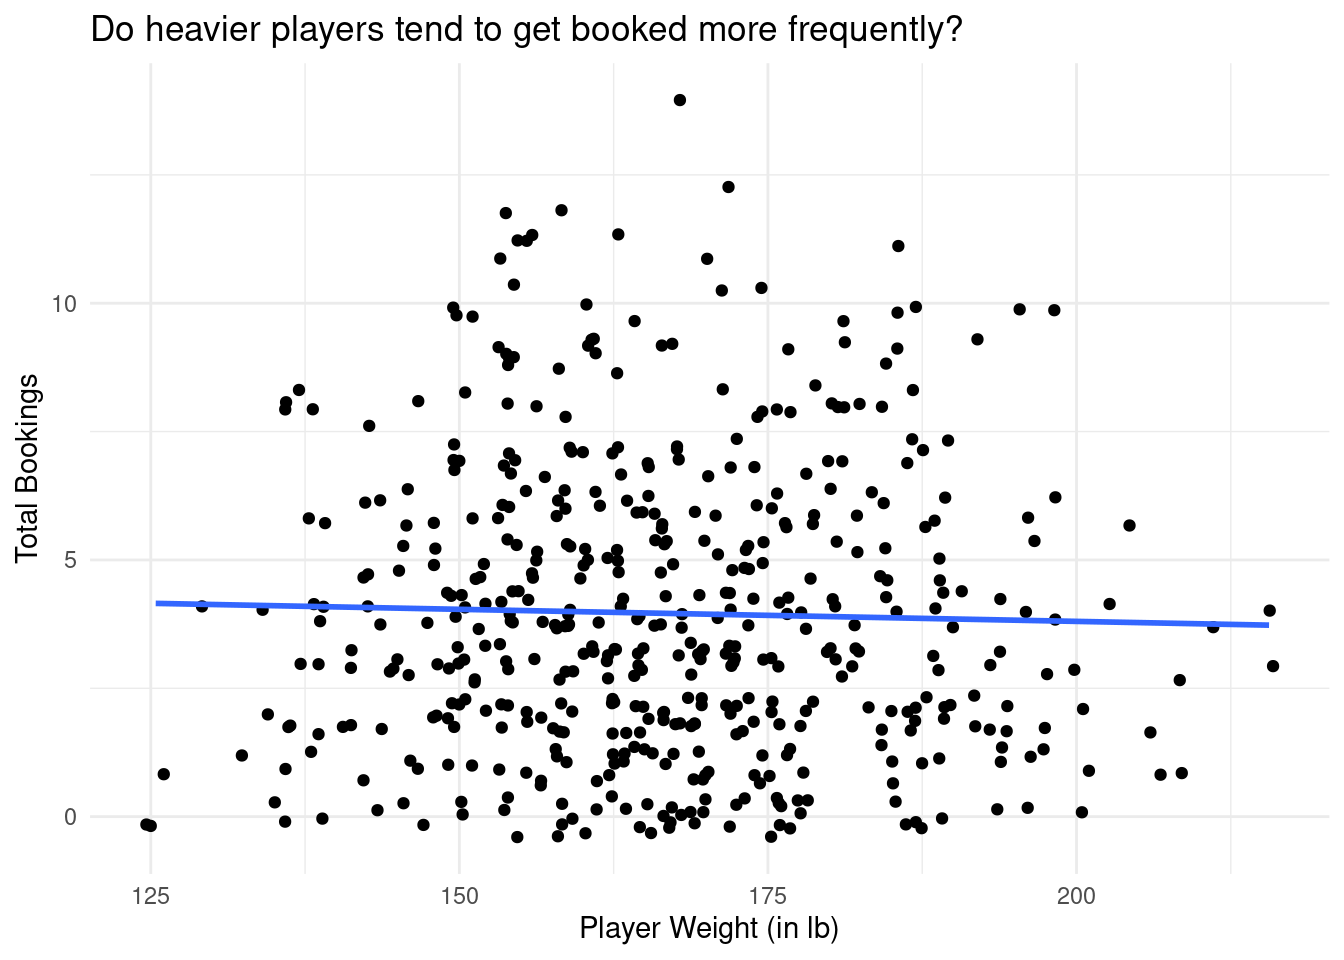 Do heavier players tend to get booked more frequently?
Total Bookings
10
5
0
125
150
175
200
Player Weight (in lb)